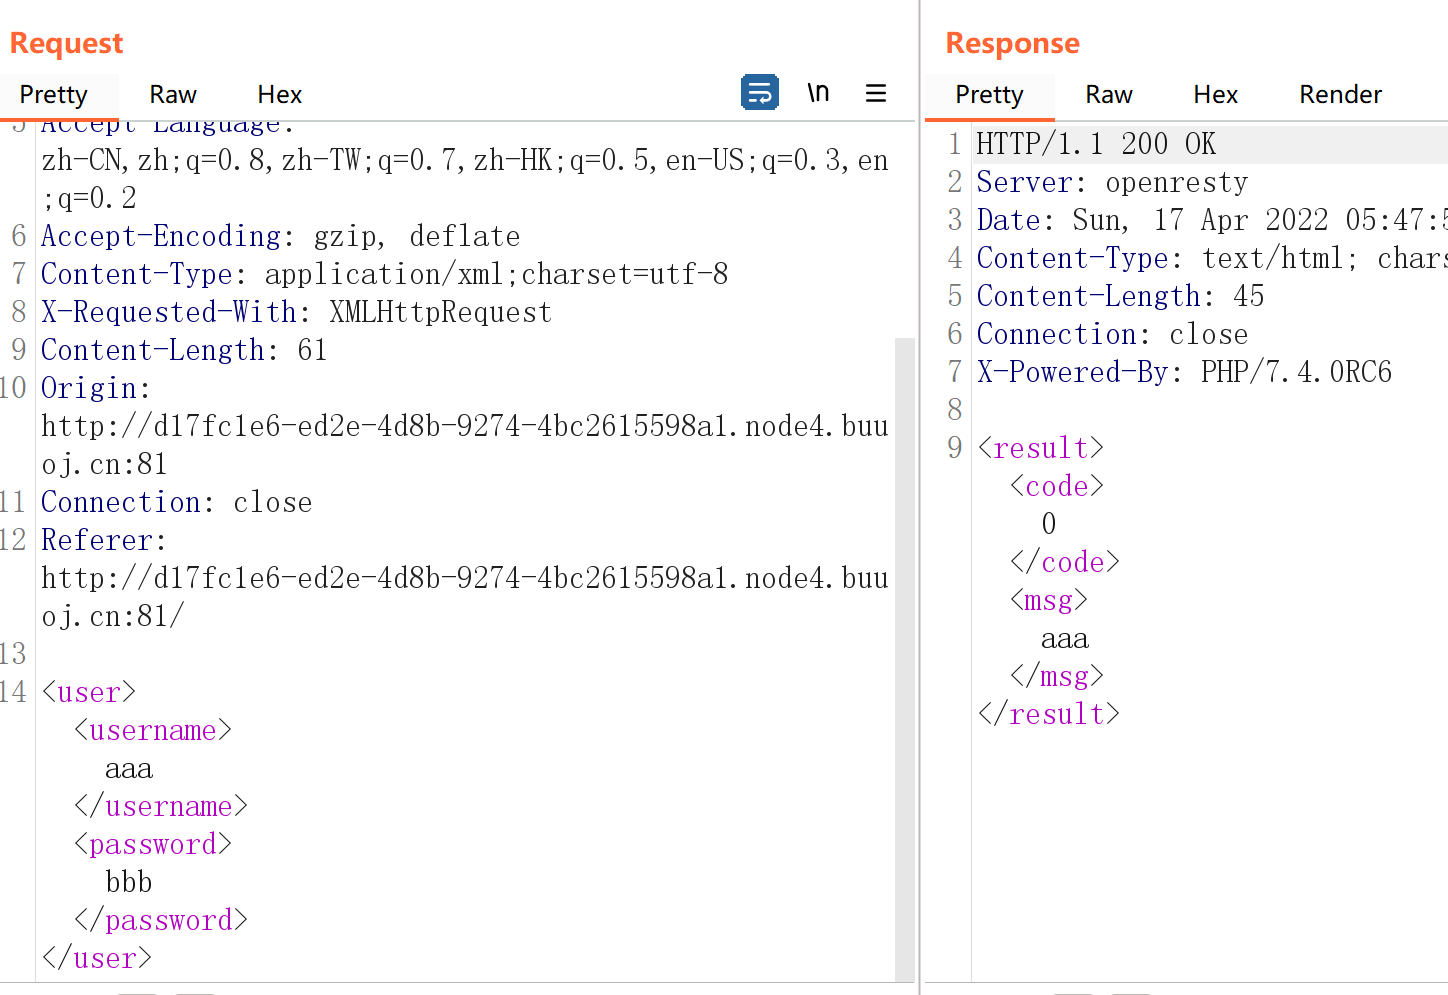 Request
Pretty Raw Hex \n
5 Accept-Language:
zh-CN,zh;q=0.8,zh-TW;q=0.7,zh-HK;q=0.5,en-US;q=0.3,en
;q=0.2
6 Accept-Encoding: gzip, deflate
7 Content-Type: application/xml;charset=utf-8
8 X-Requested-With: XMLHttpRequest
9 Content-Length: 61
10 Origin:
http://d17fc1e6-ed2e-4d8b-9274-4bc2615598a1.node4.buu
oj.cn:81
11 Connection: close
12 Referer:
http://d17fc1e6-ed2e-4d8b-9274-4bc2615598a1.node4.buu
oj.cn:81/
13
14 <user>
<username>
aaa
</username>
<password>
bbb
</password>
</user>
Response
Pretty Raw Hex Render
1 HTTP/1.1 200 OK
2 Server: openresty
3 Date: Sun, 17 Apr 2022 05:47:5
4 Content-Type: text/html; chars
5 Content-Length: 45
6 Connection: close
7 X-Powered-By: PHP/7.4.0RC6
8
9 <result>
<code>
0
</code>
<msg>
aaa
</msg>
</result>